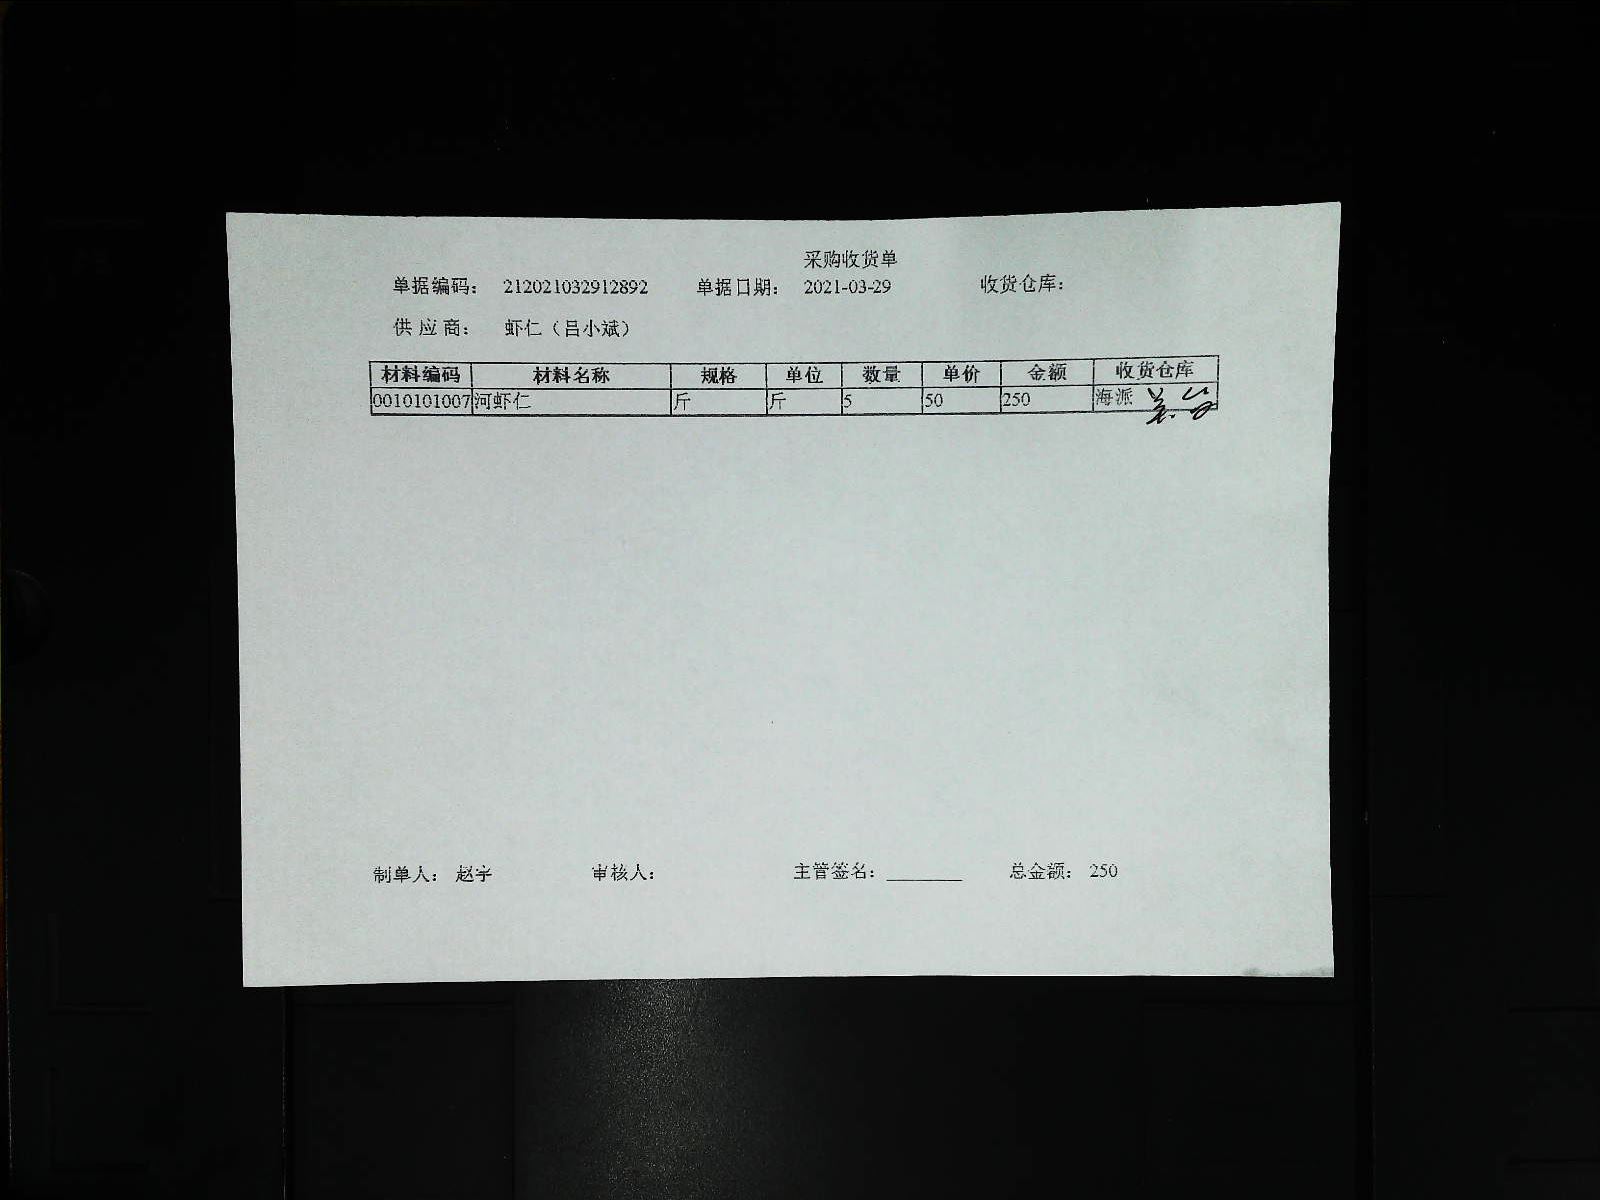 采购收货单
单据编码： 212021032912892 单据日期： 2021-03-29 收货仓库：
供 应 商： 虾仁（吕小斌）
材料编码 材料名称 规格 单位 数量 单价 金额 收货仓库
0010101007 河虾仁 斤 斤 5 50 250 海派
制单人： 赵宇 审核人： 主管签名：________ 总金额： 250